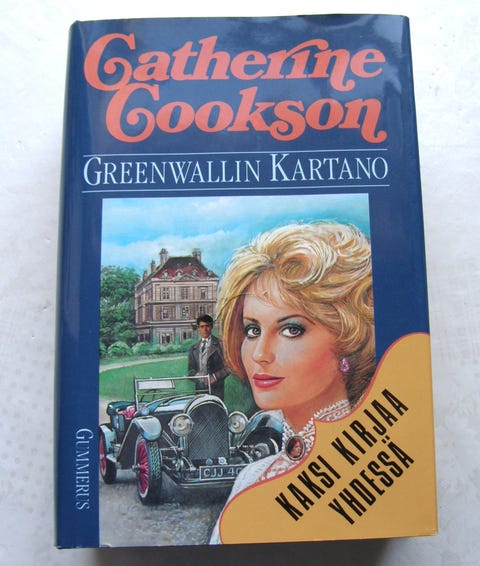 Catherine
Cookson
GREENWALLIN KARTANO
KAKSI KIRJAA
YHDESSÄ
GUMMERUS